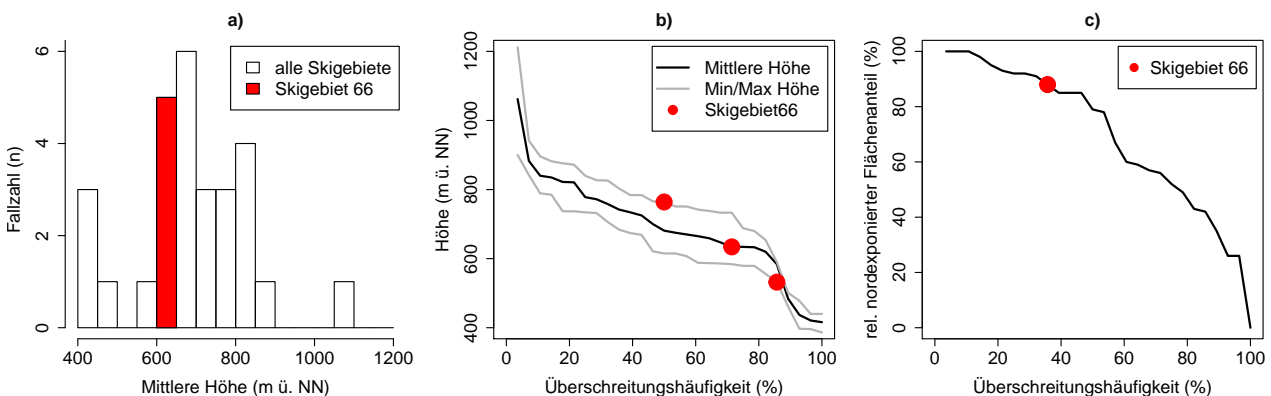 a)
Fallzahl (n)
6
4
2
0
alle Skigebiete
Skigebiet 66
400 600 800 1000 1200
Mittlere Höhe (m ü. NN)
b)
Höhe (m ü. NN)
1200
1000
800
600
400
Mittlere Höhe
Min/Max Höhe
Skigebiet66
0 20 40 60 80 100
Überschreitungshäufigkeit (%)
c)
rel. nordexponierter Flächenanteil (%)
100
80
60
40
20
0
Skigebiet 66
0 20 40 60 80 100
Überschreitungshäufigkeit (%)